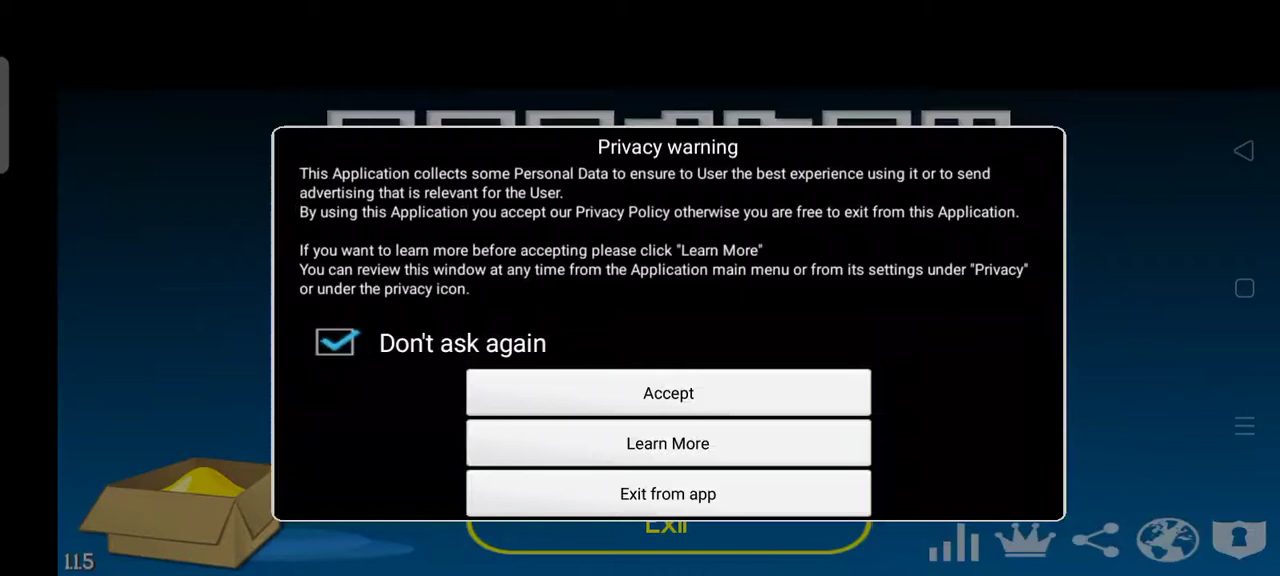 Privacy warning
This Application collects some Personal Data to ensure to User the best experience using it or to send
advertising that is relevant for the User.
By using this Application you accept our Privacy Policy otherwise you are free to exit from this Application.
If you want to learn more before accepting please click "Learn More"
You can review this window at any time from the Application main menu or from its settings under "Privacy"
or under the privacy icon.
Don't ask again
Accept
Learn More
Exit from app
Exit
1.1.5